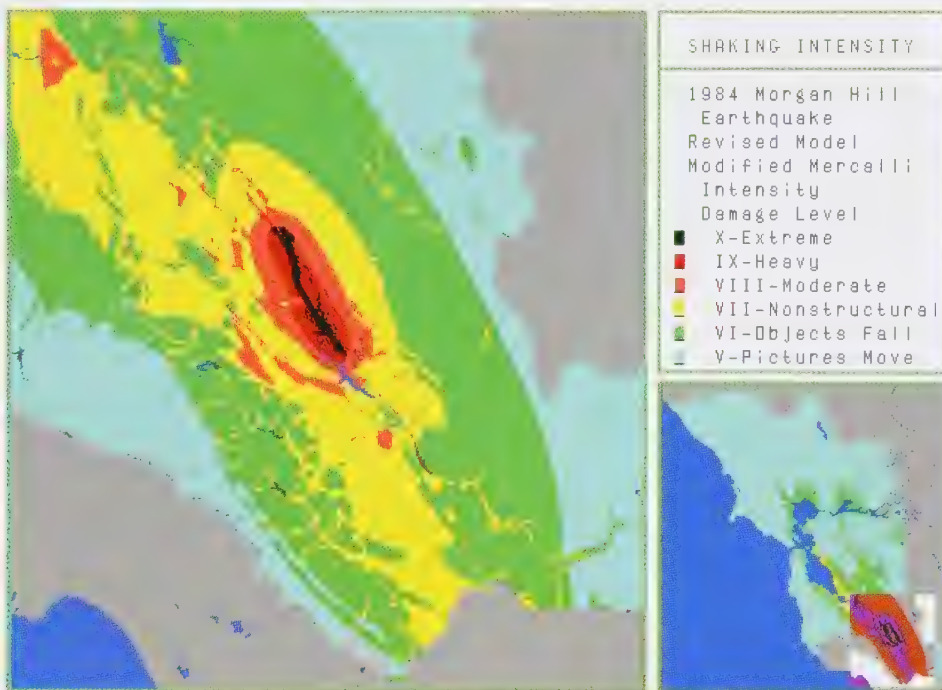 SHAKING INTENSITY
1984 Morgan Hill
Earthquake
Revised Model
Modified Mercalli
Intensity
Damage Level
X-Extreme
IX-Heavy
VIII-Moderate
VII-Nonstructural
VI-Objects Fall
V-Pictures Move